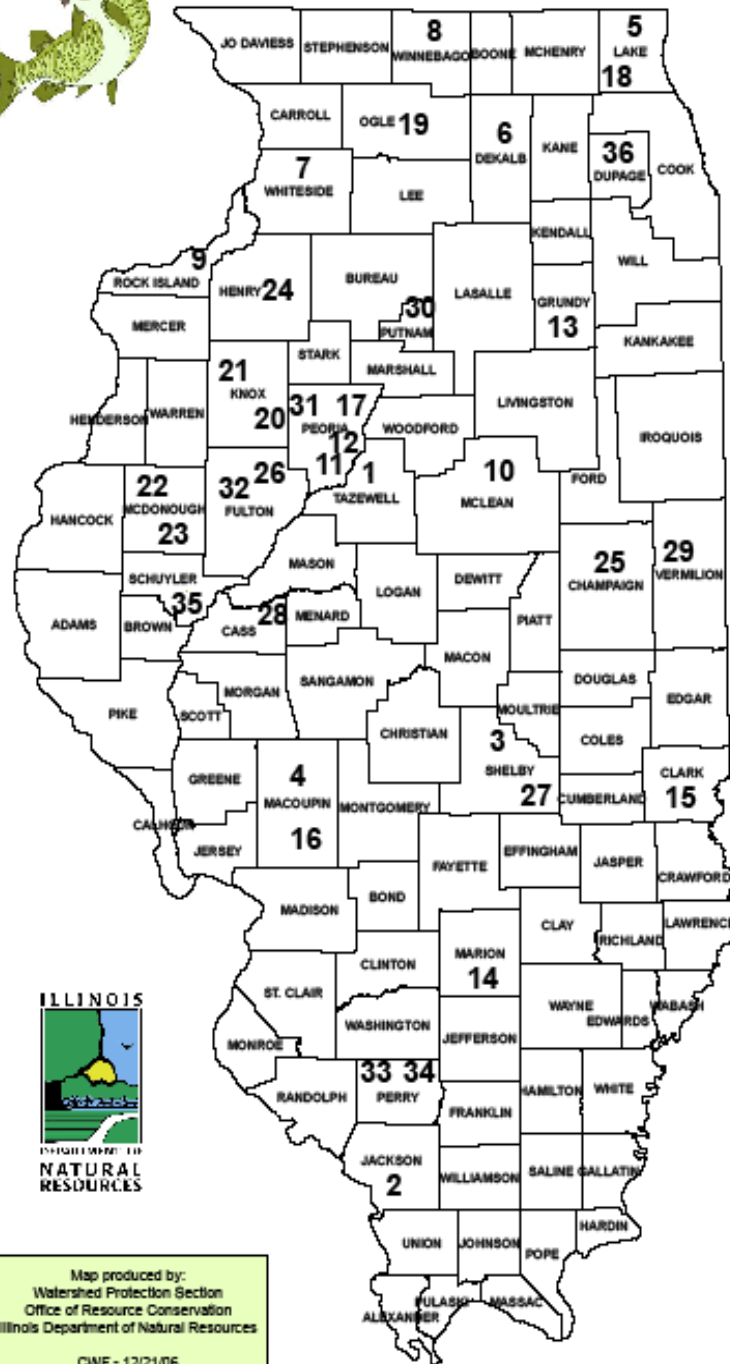 8
5
JO DAVIESS
STEPHENSON
WINNEBAGO
BOONE
MCHENRY
LAKE
18
CARROLL
OGLE 19
6
DEKALB
KANE
36
DUPAGE
COOK
7
WHITESIDE
LEE
KENDALL
WILL
9
ROCK ISLAND
HENRY 24
BUREAU
30
PUTNAM
LASALLE
GRUNDY
13
MERCER
KANKAKEE
STARK
MARSHALL
21
KNOX
20
HENDERSON
WARREN
31 17
PEORIA
12
11
WOODFORD
LIVINGSTON
IROQUOIS
1
TAZEWELL
10
MCLEAN
FORD
HANCOCK
22
MCDONOUGH
23
32 26
FULTON
MASON
SCHUYLER
35
LOGAN
DEWITT
25
CHAMPAIGN
29
VERMILION
ADAMS
BROWN
28
CASS
MENARD
PIATT
MACON
PIKE
SCOTT
MORGAN
SANGAMON
CHRISTIAN
MOULTRIE
DOUGLAS
EDGAR
COLES
3
SHELBY
27
CUMBERLAND
CLARK
15
GREENE
4
MACOUPIN
16
MONTGOMERY
CALHOUN
JERSEY
FAYETTE
EFFINGHAM
JASPER
CRAWFORD
MADISON
BOND
CLAY
RICHLAND
LAWRENCE
CLINTON
MARION
14
ST. CLAIR
WAYNE
EDWARDS
WABASH
WASHINGTON
JEFFERSON
MONROE
RANDOLPH
33 34
PERRY
FRANKLIN
HAMILTON
WHITE
JACKSON
2
WILLIAMSON
SALINE
GALLATIN
UNION
JOHNSON
POPE
HARDIN
ALEXANDER
PULASKI
MASSAC
ILLINOIS
DEPARTMENT OF
NATURAL
RESOURCES
Map produced by:
Watershed Protection Section
Office of Resource Conservation
Illinois Department of Natural Resources
CWF - 12/21/06